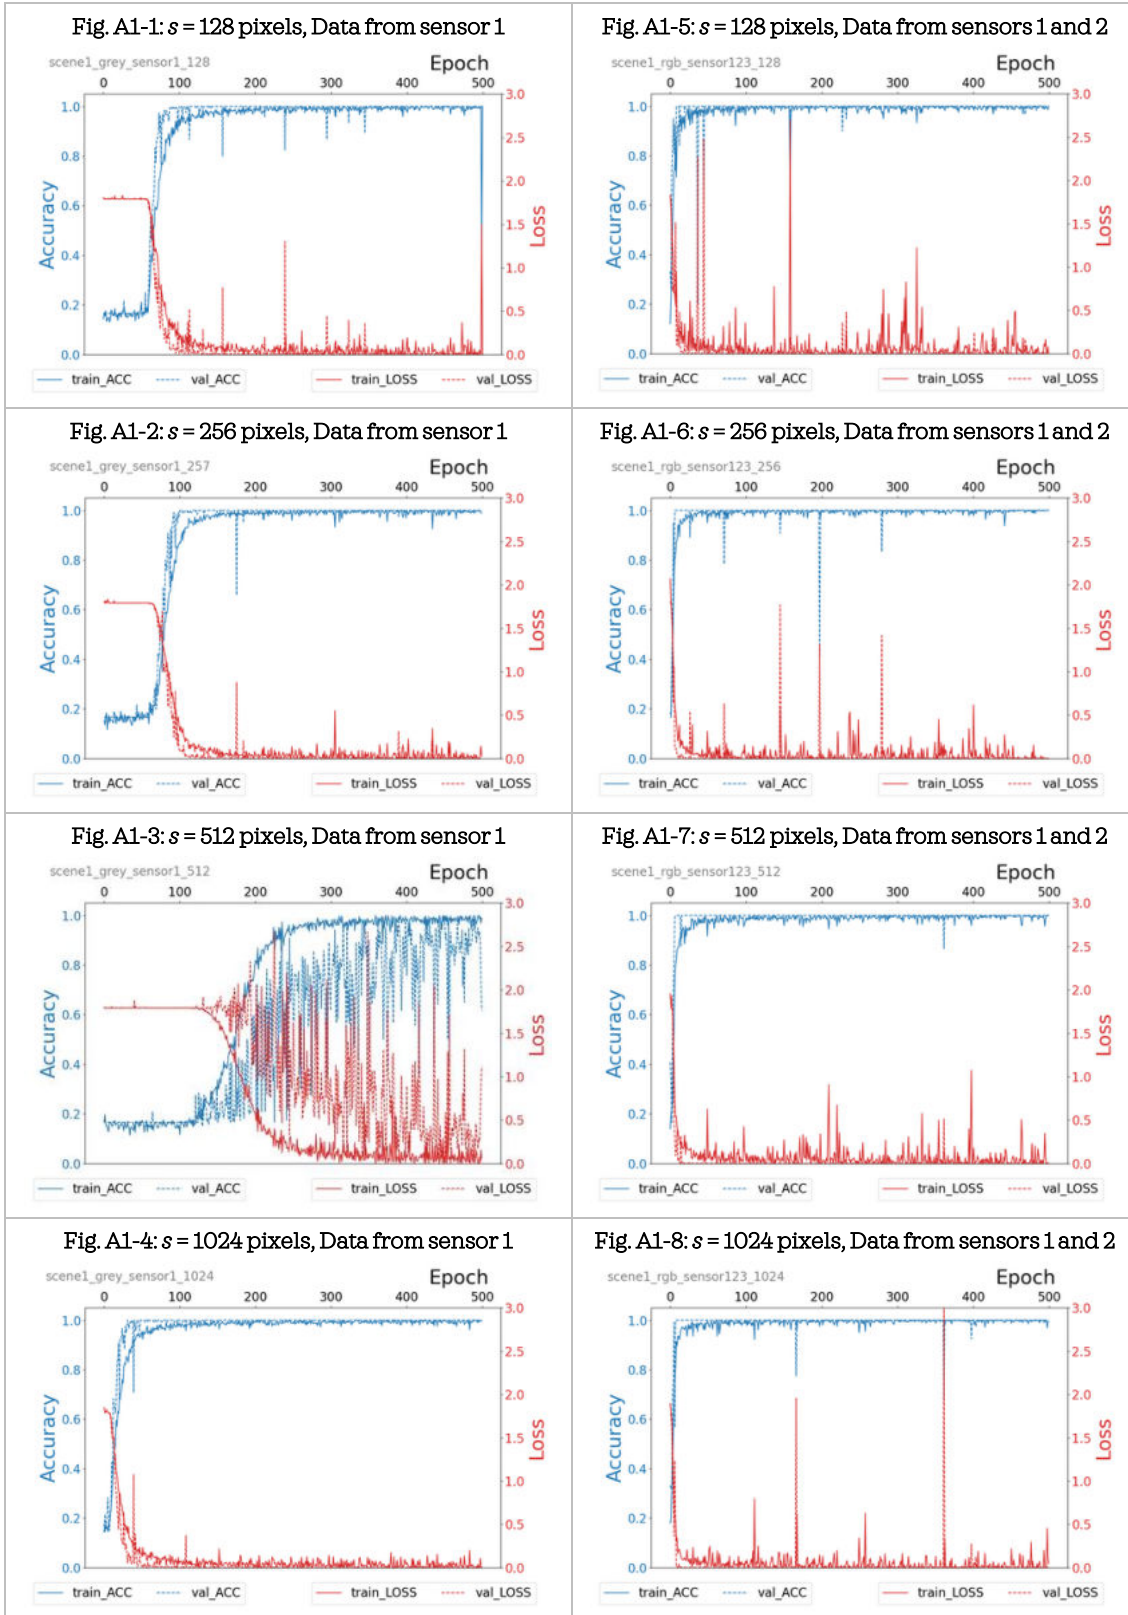 Fig. A1-1: s = 128 pixels, Data from sensor 1
scene1_grey_sensor1_128
Epoch
0 100 200 300 400 500
1.0 0.8 0.6 0.4 0.2 0.0
Accuracy
3.0 2.5 2.0 1.5 1.0 0.5 0.0
Loss
train_ACC val_ACC train_LOSS val_LOSS
Fig. A1-5: s = 128 pixels, Data from sensors 1 and 2
scene1_rgb_sensor123_128
Epoch
0 100 200 300 400 500
1.0 0.8 0.6 0.4 0.2 0.0
Accuracy
3.0 2.5 2.0 1.5 1.0 0.5 0.0
Loss
train_ACC val_ACC train_LOSS val_LOSS
Fig. A1-2: s = 256 pixels, Data from sensor 1
scene1_grey_sensor1_257
Epoch
0 100 200 300 400 500
1.0 0.8 0.6 0.4 0.2 0.0
Accuracy
3.0 2.5 2.0 1.5 1.0 0.5 0.0
Loss
train_ACC val_ACC train_LOSS val_LOSS
Fig. A1-6: s = 256 pixels, Data from sensors 1 and 2
scene1_rgb_sensor123_256
Epoch
0 100 200 300 400 500
1.0 0.8 0.6 0.4 0.2 0.0
Accuracy
3.0 2.5 2.0 1.5 1.0 0.5 0.0
Loss
train_ACC val_ACC train_LOSS val_LOSS
Fig. A1-3: s = 512 pixels, Data from sensor 1
scene1_grey_sensor1_512
Epoch
0 100 200 300 400 500
1.0 0.8 0.6 0.4 0.2 0.0
Accuracy
3.0 2.5 2.0 1.5 1.0 0.5 0.0
Loss
train_ACC val_ACC train_LOSS val_LOSS
Fig. A1-7: s = 512 pixels, Data from sensors 1 and 2
scene1_rgb_sensor123_512
Epoch
0 100 200 300 400 500
1.0 0.8 0.6 0.4 0.2 0.0
Accuracy
3.0 2.5 2.0 1.5 1.0 0.5 0.0
Loss
train_ACC val_ACC train_LOSS val_LOSS
Fig. A1-4: s = 1024 pixels, Data from sensor 1
scene1_grey_sensor1_1024
Epoch
0 100 200 300 400 500
1.0 0.8 0.6 0.4 0.2 0.0
Accuracy
3.0 2.5 2.0 1.5 1.0 0.5 0.0
Loss
train_ACC val_ACC train_LOSS val_LOSS
Fig. A1-8: s = 1024 pixels, Data from sensors 1 and 2
scene1_rgb_sensor123_1024
Epoch
0 100 200 300 400 500
1.0 0.8 0.6 0.4 0.2 0.0
Accuracy
3.0 2.5 2.0 1.5 1.0 0.5 0.0
Loss
train_ACC val_ACC train_LOSS val_LOSS